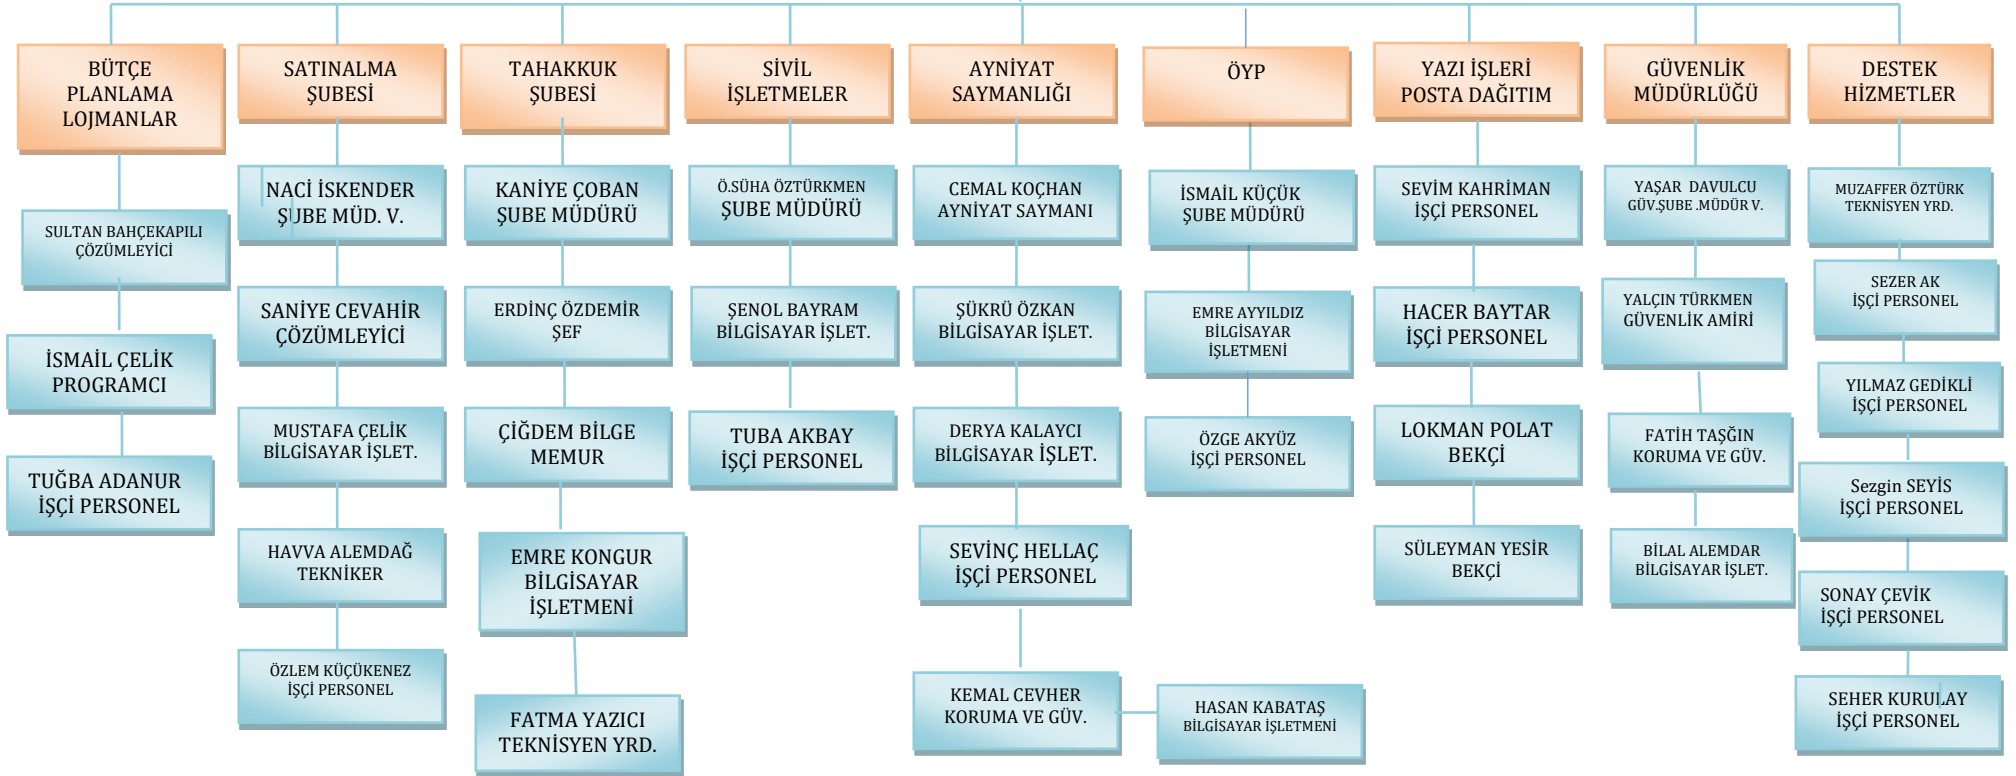 BÜTÇE
PLANLAMA
LOJMANLAR
SULTAN BAHÇEKAPILI
ÇÖZÜMLEYİCİ
İSMAİL ÇELİK
PROGRAMCI
TUĞBA ADANUR
İŞÇİ PERSONEL
SATINALMA
ŞUBESİ
NACİ İSKENDER
ŞUBE MÜD. V.
SANİYE CEVAHİR
ÇÖZÜMLEYİCİ
MUSTAFA ÇELİK
BİLGİSAYAR İŞLET.
HAVVA ALEMDAĞ
TEKNİKER
ÖZLEM KÜÇÜKENEZ
İŞÇİ PERSONEL
TAHAKKUK
ŞUBESİ
KANİYE ÇOBAN
ŞUBE MÜDÜRÜ
ERDİNÇ ÖZDEMİR
ŞEF
ÇİĞDEM BİLGE
MEMUR
EMRE KONGUR
BİLGİSAYAR
İŞLETMENİ
FATMA YAZICI
TEKNİSYEN YRD.
SİVİL
İŞLETMELER
Ö.SÜHA ÖZTÜRKMEN
ŞUBE MÜDÜRÜ
ŞENOL BAYRAM
BİLGİSAYAR İŞLET.
TUBA AKBAY
İŞÇİ PERSONEL
AYNİYAT
SAYMANLIĞI
CEMAL KOÇHAN
AYNİYAT SAYMANI
ŞÜKRÜ ÖZKAN
BİLGİSAYAR İŞLET.
DERYA KALAYCI
BİLGİSAYAR İŞLET.
SEVİNÇ HELLAÇ
İŞÇİ PERSONEL
KEMAL CEVHER
KORUMA VE GÜV.
HASAN KABATAŞ
BİLGİSAYAR İŞLETMENİ
ÖYP
İSMAİL KÜÇÜK
ŞUBE MÜDÜRÜ
EMRE AYYILDIZ
BİLGİSAYAR
İŞLETMENİ
ÖZGE AKYÜZ
İŞÇİ PERSONEL
YAZI İŞLERİ
POSTA DAĞITIM
SEVİM KAHRİMAN
İŞÇİ PERSONEL
HACER BAYTAR
İŞÇİ PERSONEL
LOKMAN POLAT
BEKÇİ
SÜLEYMAN YESİR
BEKÇİ
GÜVENLİK
MÜDÜRLÜĞÜ
YAŞAR DAVULCU
GÜV.ŞUBE .MÜDÜR V.
YALÇIN TÜRKMEN
GÜVENLİK AMİRİ
FATİH TAŞĞIN
KORUMA VE GÜV.
BİLAL ALEMDAR
BİLGİSAYAR İŞLET.
DESTEK
HİZMETLER
MUZAFFER ÖZTÜRK
TEKNİSYEN YRD.
SEZER AK
İŞÇİ PERSONEL
YILMAZ GEDİKLİ
İŞÇİ PERSONEL
Sezgin SEYİS
İŞÇİ PERSONEL
SONAY ÇEVİK
İŞÇİ PERSONEL
SEHER KURULAY
İŞÇİ PERSONEL